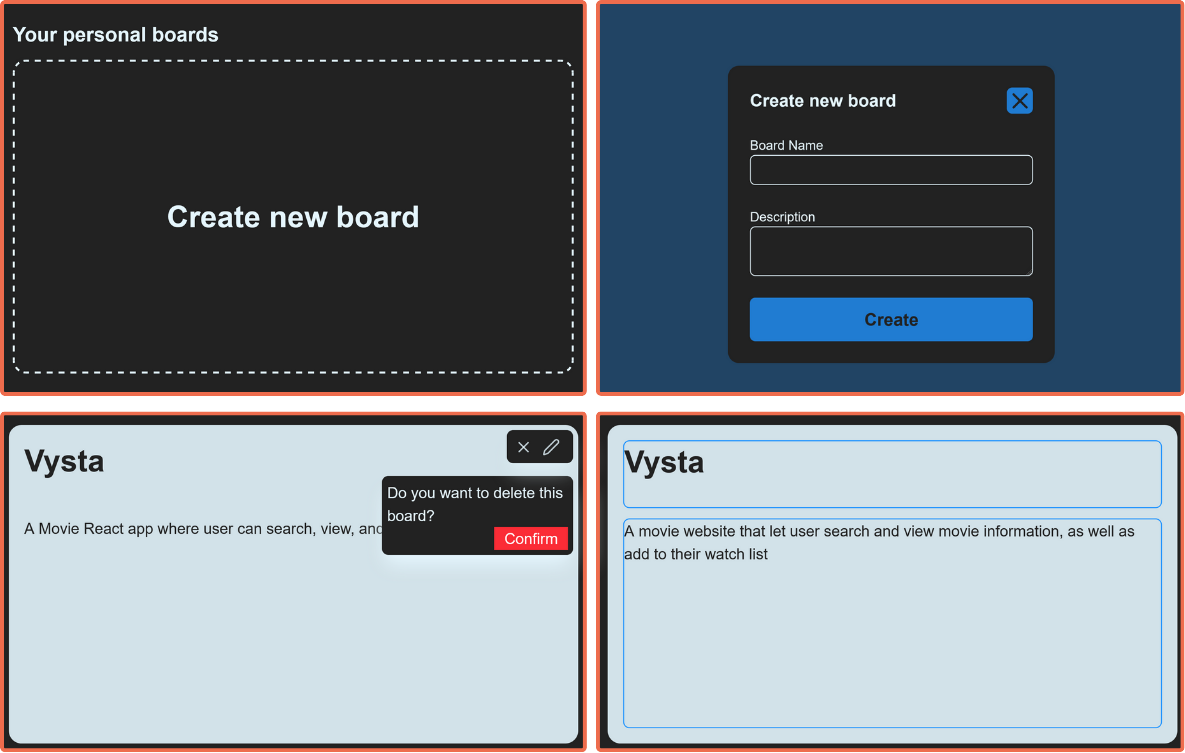 Your personal boards
Create new board
Create new board
Board Name
Description
Create
Vysta
A Movie React app where user can search, view, and
Do you want to delete this
board?
Confirm
Vysta
A movie website that let user search and view movie information, as well as
add to their watch list